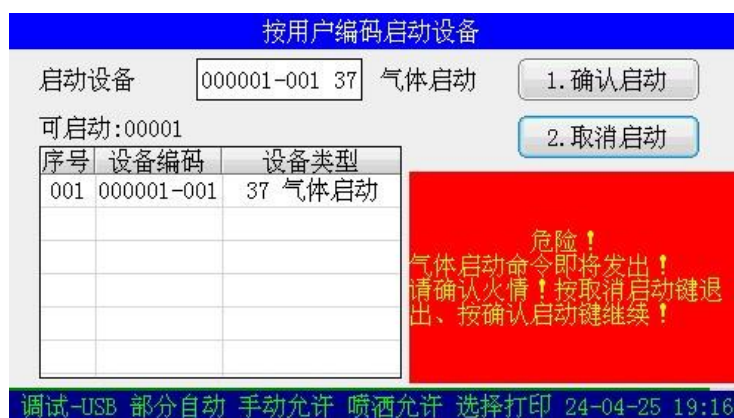 按用户编码启动设备
启动设备 000001-001 37 气体启动 1.确认启动
可启动:00001 2.取消启动
序号 设备编码 设备类型
001 000001-001 37 气体启动
危险！
气体启动命令即将发出！
请确认火情！按取消启动键退
出、按确认启动键继续！
调试-USB 部分自动 手动允许 喷洒允许 选择打印 24-04-25 19:16